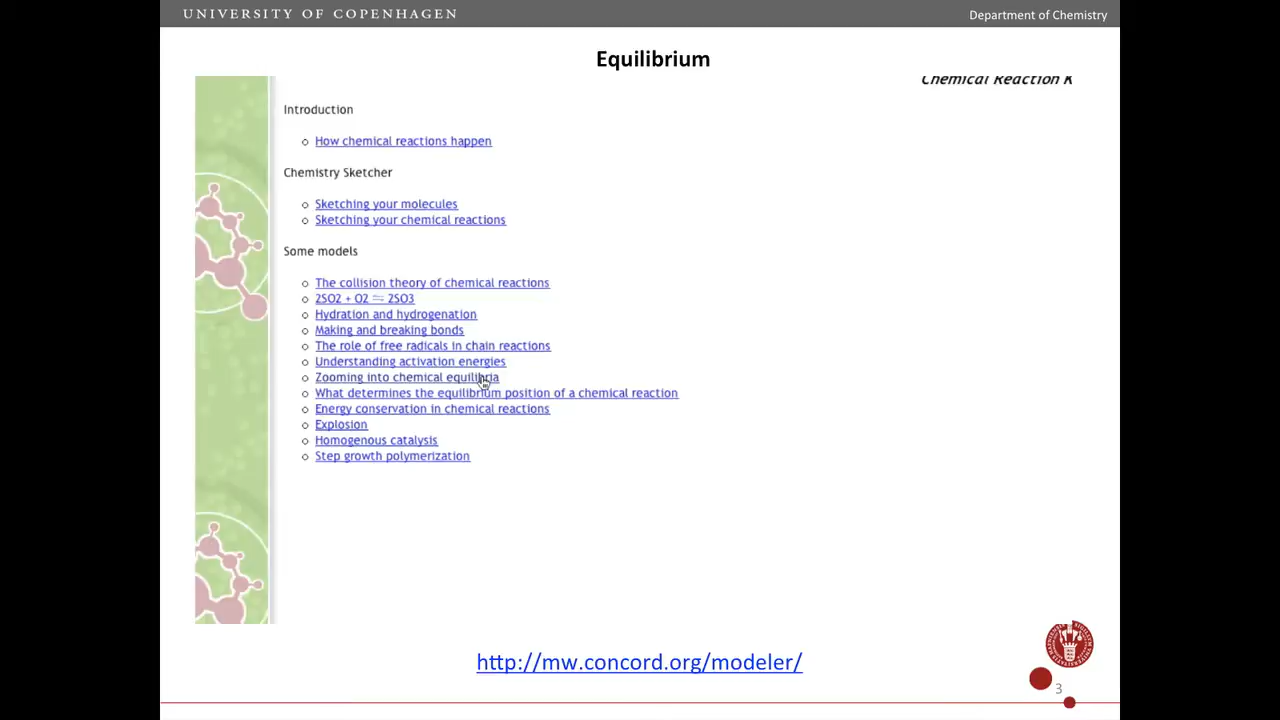 UNIVERSITY OF COPENHAGEN
Department of Chemistry
Equilibrium
Chemical Reaction K
Introduction
How chemical reactions happen
Chemistry Sketcher
Sketching your molecules
Sketching your chemical reactions
Some models
The collision theory of chemical reactions
2SO2 + O2 ⇋ 2SO3
Hydration and hydrogenation
Making and breaking bonds
The role of free radicals in chain reactions
Understanding activation energies
Zooming into chemical equilibria
What determines the equilibrium position of a chemical reaction
Energy conservation in chemical reactions
Explosion
Homogenous catalysis
Step growth polymerization
http://mw.concord.org/modeler/
3